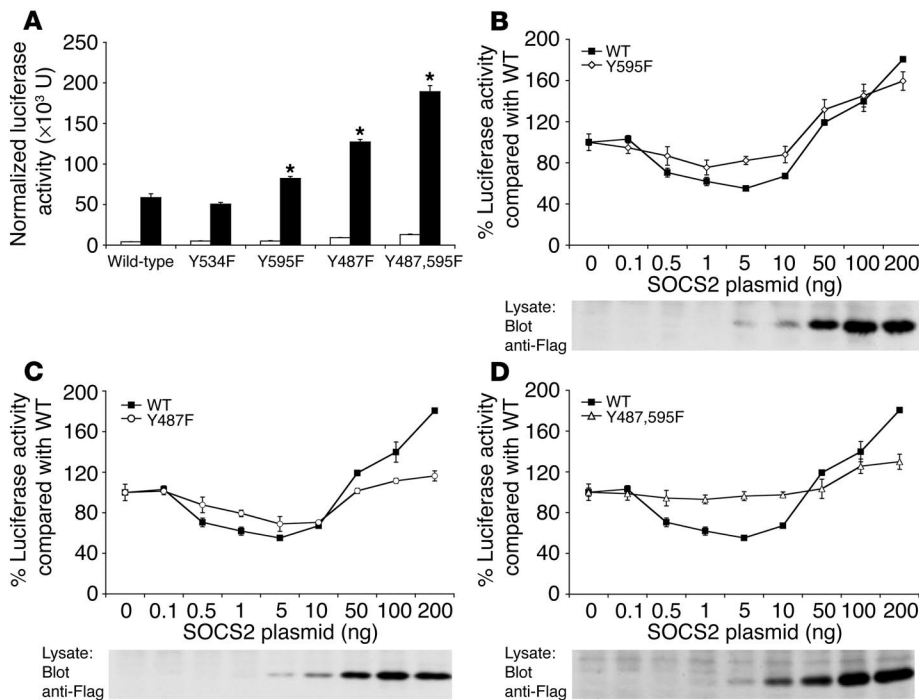 A
Normalized luciferase
activity (×10³ U)
250
200
150
100
50
0
*
*
*
Wild-type Y534F Y595F Y487F Y487,595F
B
% Luciferase activity
compared with WT
200
160
120
80
40
0
WT
Y595F
0 0.1 0.5 1 5 10 50 100 200
SOCS2 plasmid (ng)
Lysate:
Blot
anti-Flag
C
% Luciferase activity
compared with WT
200
160
120
80
40
0
WT
Y487F
0 0.1 0.5 1 5 10 50 100 200
SOCS2 plasmid (ng)
Lysate:
Blot
anti-Flag
D
% Luciferase activity
compared with WT
200
160
120
80
40
0
WT
Y487,595F
0 0.1 0.5 1 5 10 50 100 200
SOCS2 plasmid (ng)
Lysate:
Blot
anti-Flag